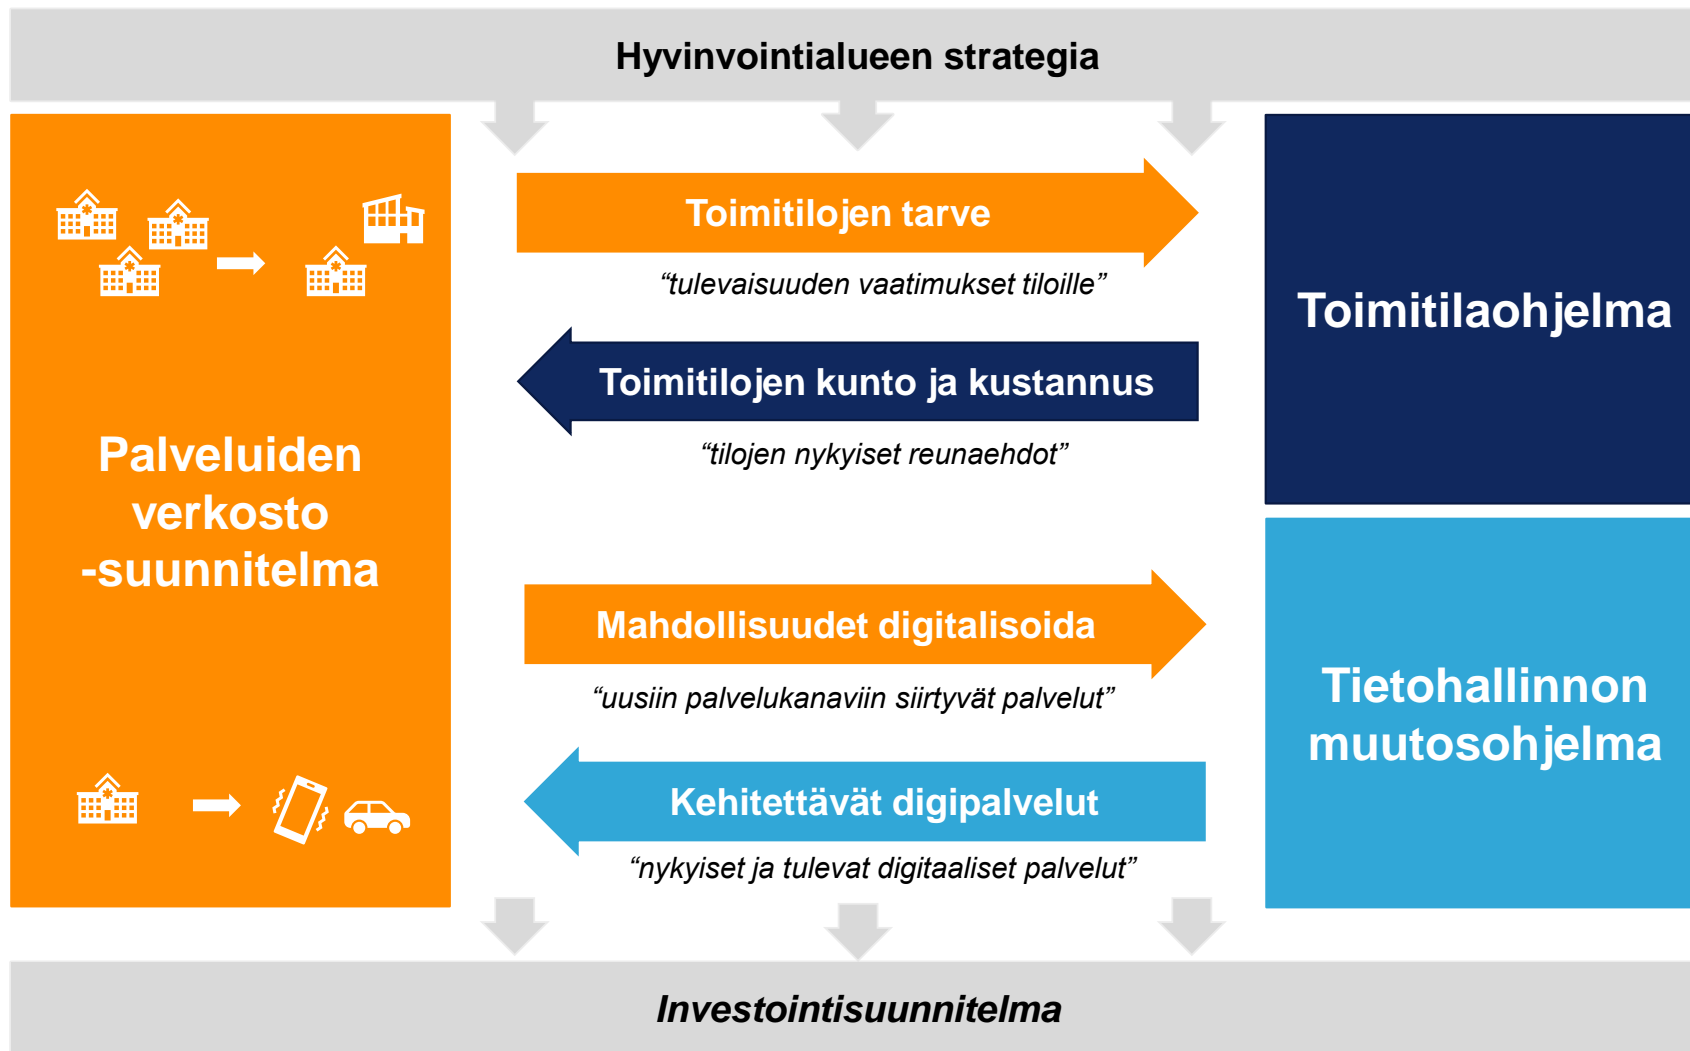 Hyvinvointialueen strategia
Palveluiden
verkosto
-suunnitelma
Toimitilojen tarve
“tulevaisuuden vaatimukset tiloille”
Toimitilojen kunto ja kustannus
“tilojen nykyiset reunaehdot”
Mahdollisuudet digitalisoida
“uusiin palvelukanaviin siirtyvät palvelut”
Kehitettävät digipalvelut
“nykyiset ja tulevat digitaaliset palvelut”
Toimitilaohjelma
Tietohallinnon
muutosohjelma
Investointisuunnitelma